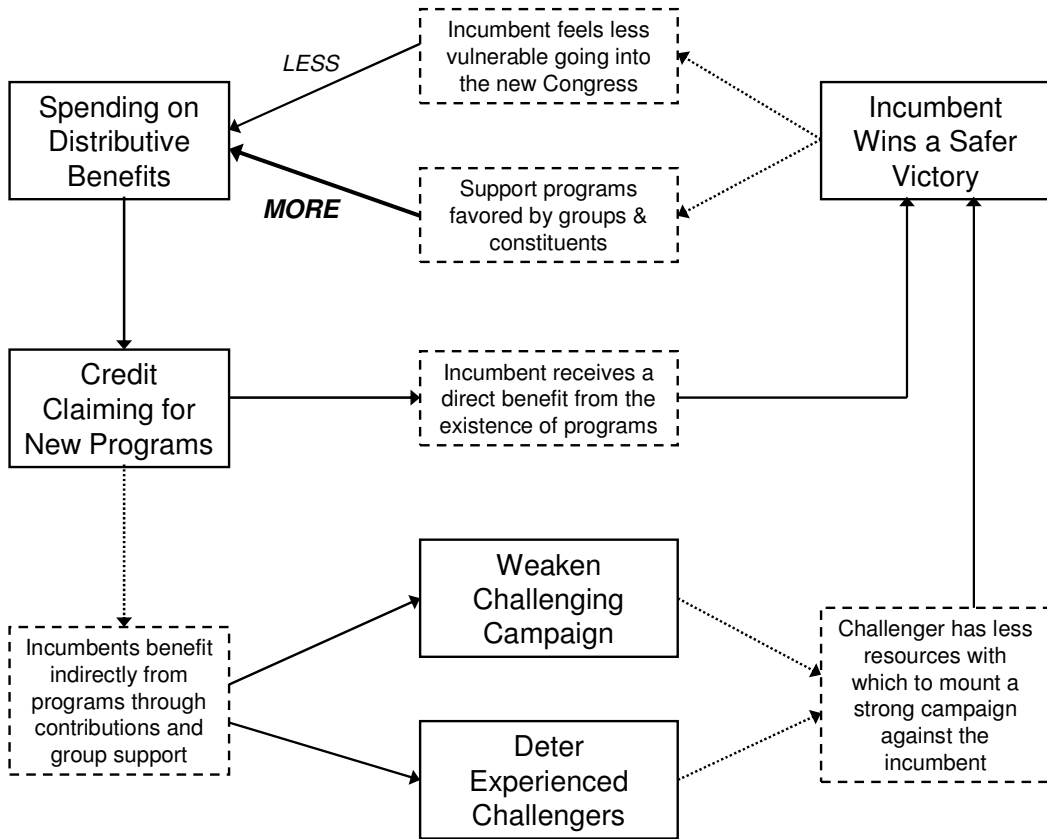 Incumbent feels less
vulnerable going into
the new Congress
LESS
Spending on
Distributive
Benefits
Incumbent
Wins a Safer
Victory
MORE
Support programs
favored by groups &
constituents
Credit
Claiming for
New Programs
Incumbent receives a
direct benefit from the
existence of programs
Weaken
Challenging
Campaign
Incumbents benefit
indirectly from
programs through
contributions and
group support
Challenger has less
resources with
which to mount a
strong campaign
against the
incumbent
Deter
Experienced
Challengers